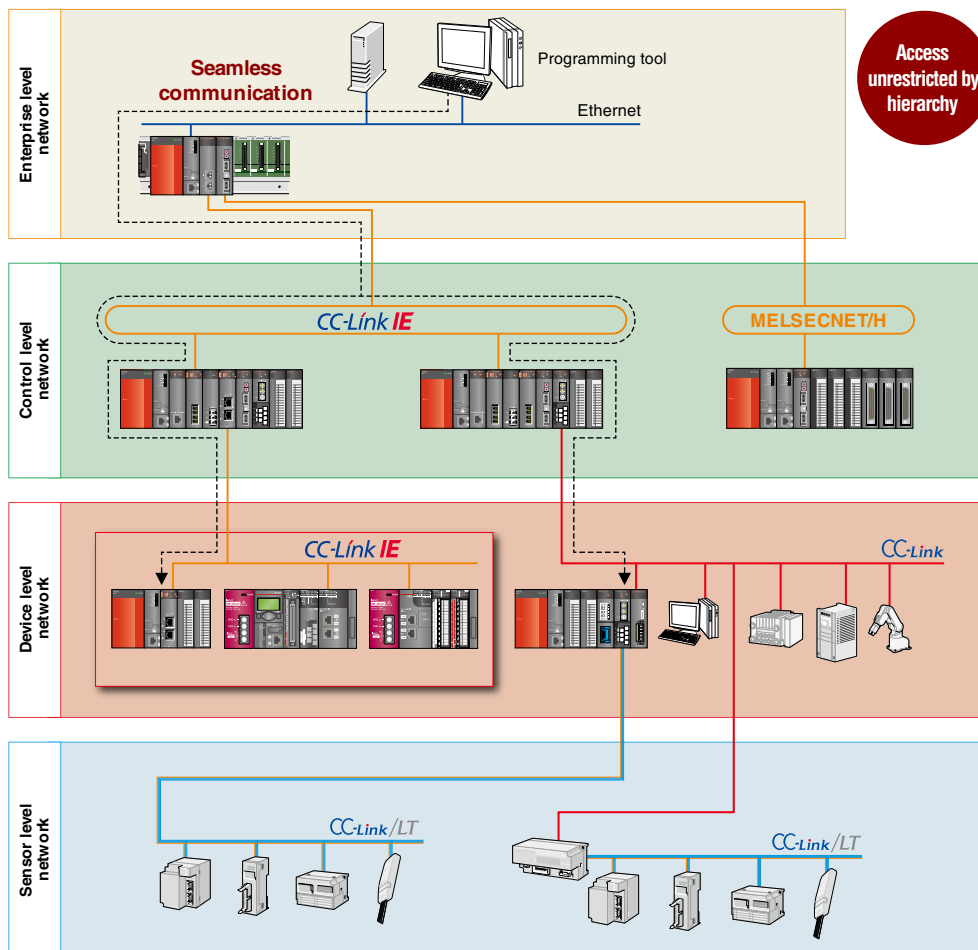 Enterprise level
network
Seamless
communication
Programming tool
Ethernet
Access
unrestricted by
hierarchy
Control level
network
CC-Link IE
MELSECNET/H
Device level
network
CC-Link IE
CC-Link
Sensor level
network
CC-Link/LT
CC-Link/LT